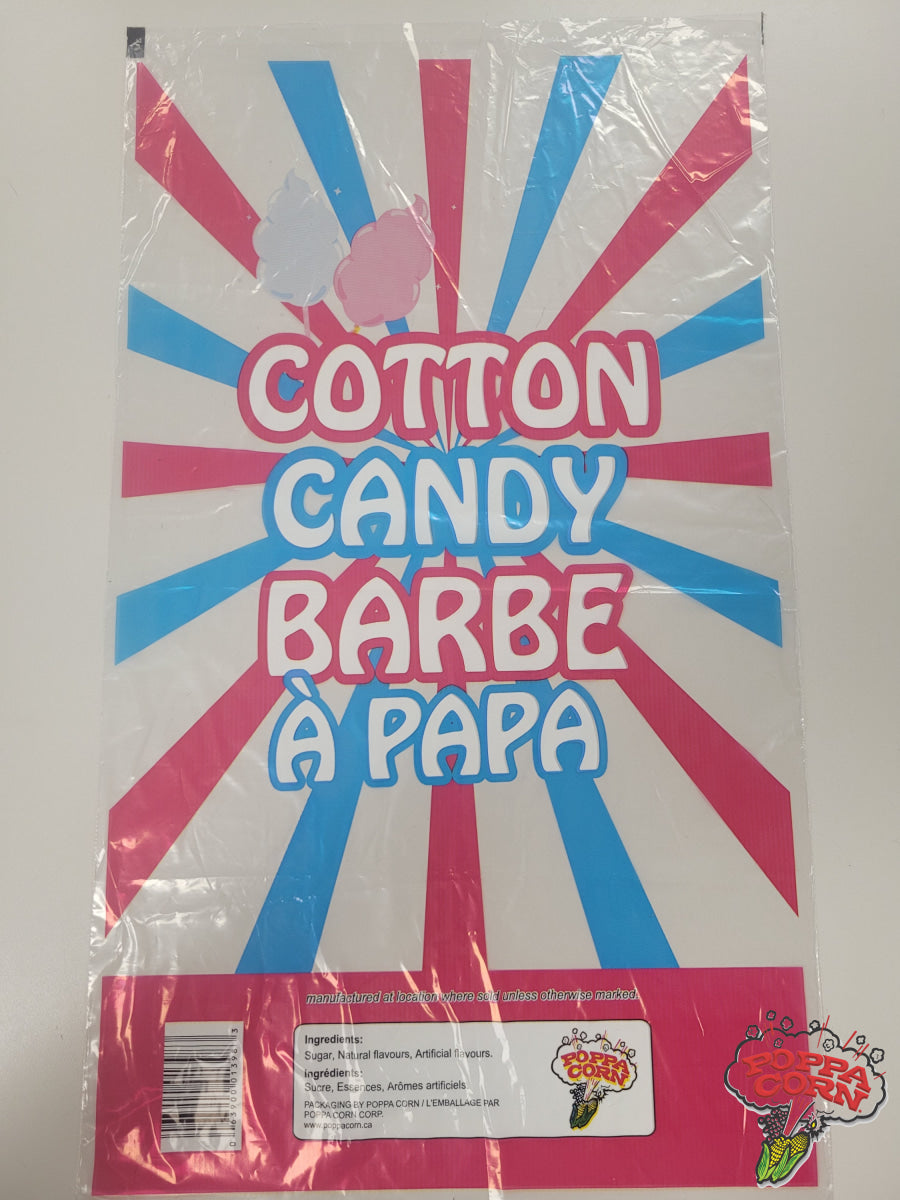 COTTON
CANDY
BARBE
À PAPA
manufactured at location where sold unless otherwise marked.
Ingredients:
Sugar, Natural flavours, Artificial flavours.
ingrédients:
Sucre, Essences, Arômes artificiels.
PACKAGING BY POPPA CORN / L'EMBALLAGE PAR
POPPA CORN CORP.
www.poppacorn.ca
POPPA
CORN
POPPA
CORN